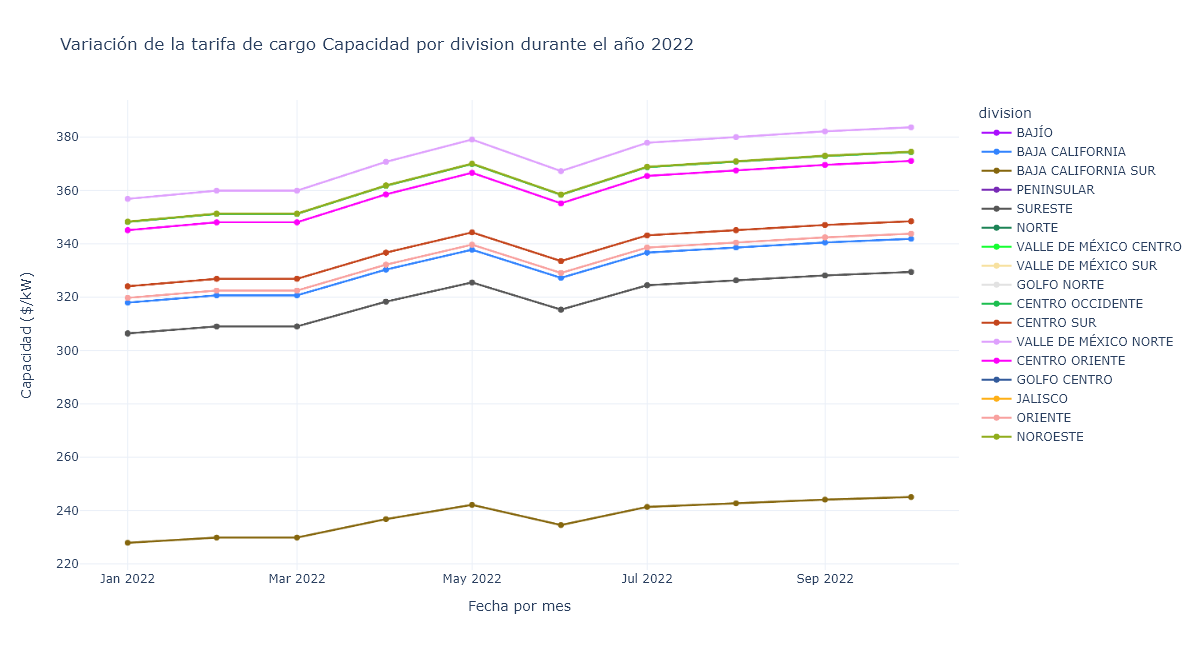 Variación de la tarifa de cargo Capacidad por division durante el año 2022
Capacidad ($/kW)
380
360
340
320
300
280
260
240
220
Jan 2022
Mar 2022
May 2022
Jul 2022
Sep 2022
Fecha por mes
division
BAJÍO
BAJA CALIFORNIA
BAJA CALIFORNIA SUR
PENINSULAR
SURESTE
NORTE
VALLE DE MÉXICO CENTRO
VALLE DE MÉXICO SUR
GOLFO NORTE
CENTRO OCCIDENTE
CENTRO SUR
VALLE DE MÉXICO NORTE
CENTRO ORIENTE
GOLFO CENTRO
JALISCO
ORIENTE
NOROESTE